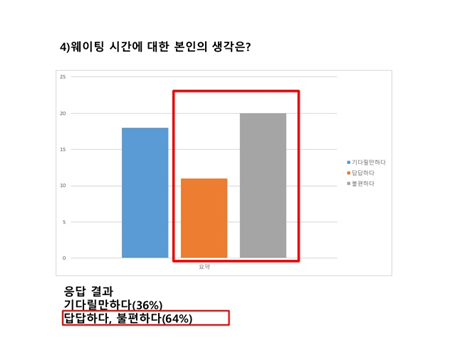 4)웨이팅 시간에 대한 본인의 생각은?
25
20
15
10
5
0
요약
기다릴만하다
답답하다
불편하다
응답 결과
기다릴만하다(36%)
답답하다, 불편하다(64%)